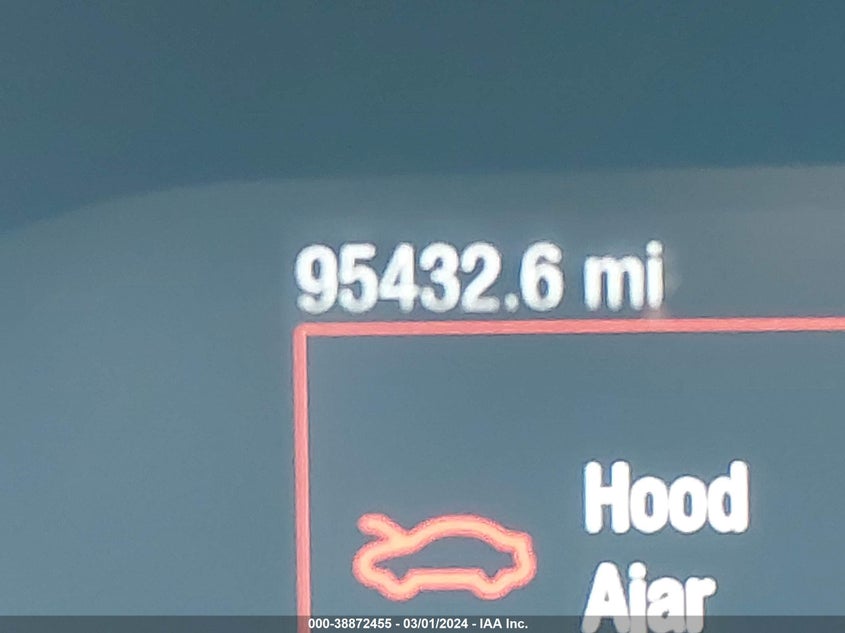 95432.6 mi
Hood
Ajar
000-38872455 - 03/01/2024 - IAA Inc.